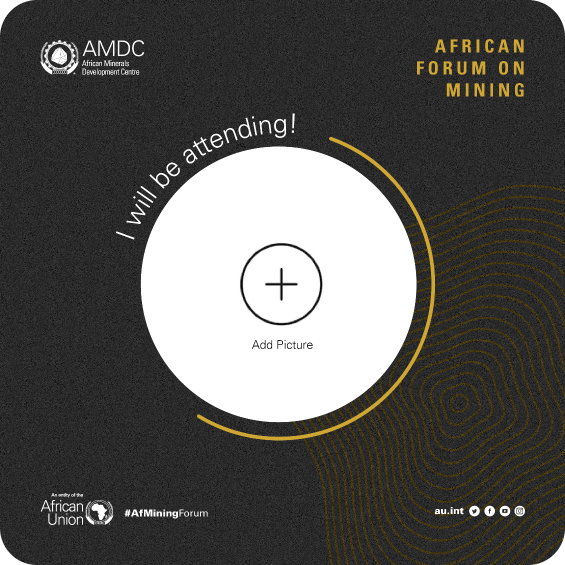 AMDC
African Minerals
Development Centre
AFRICAN
FORUM ON
MINING
I will be attending!
Add Picture
An entity of the
African
Union
#AfMiningForum
au.int